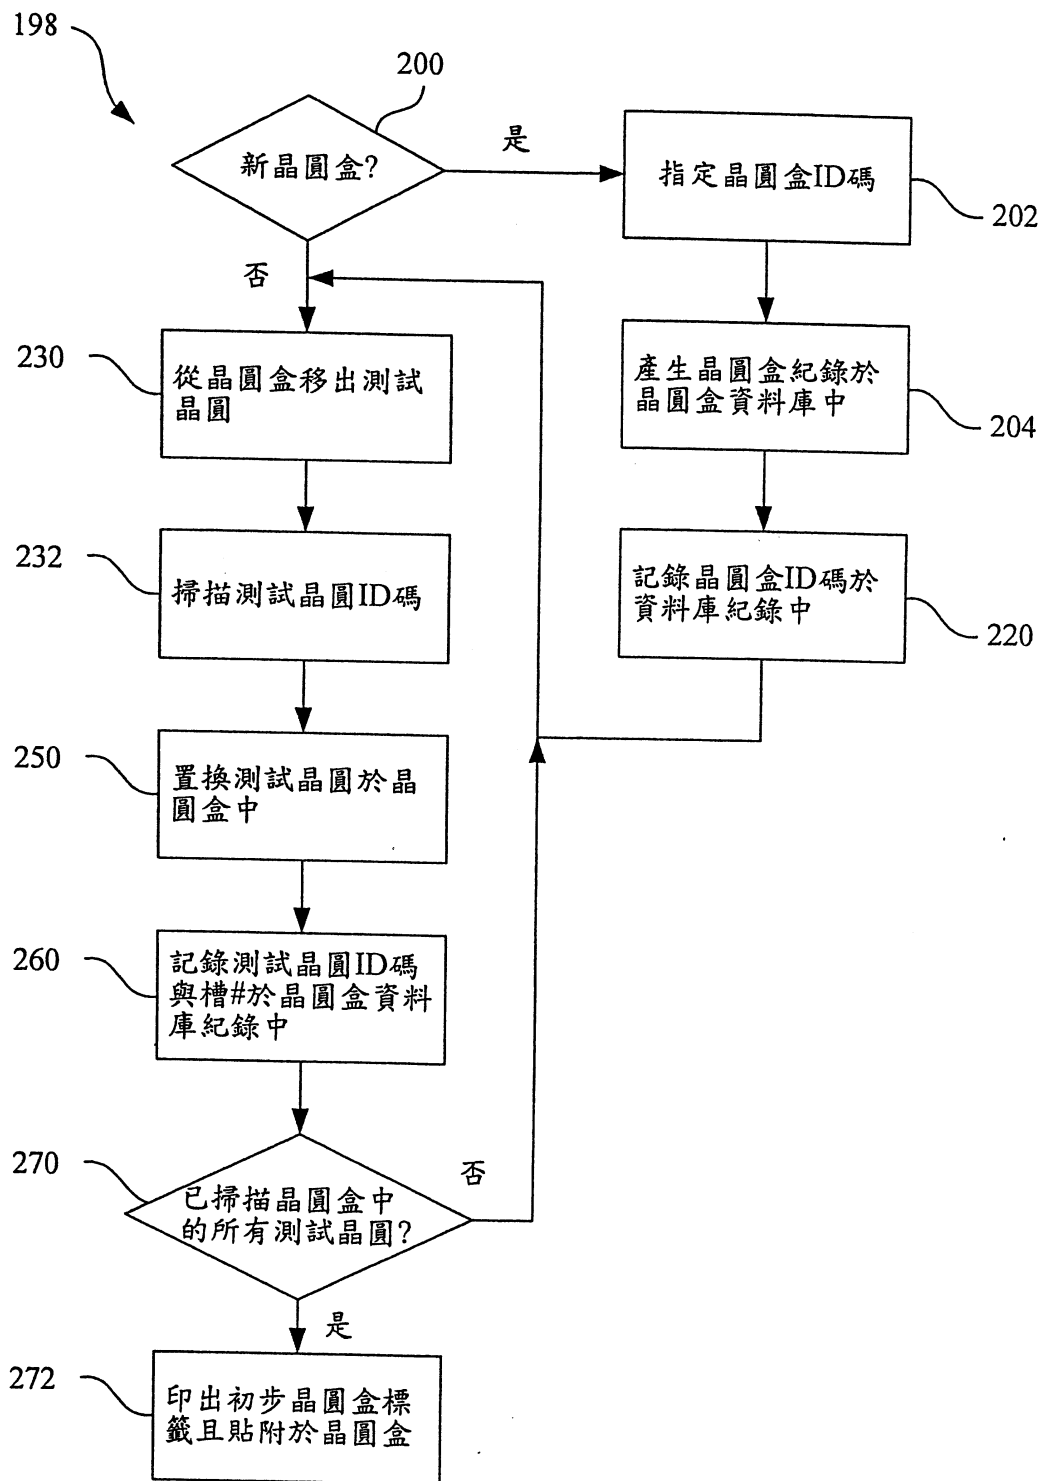 198
200
新晶圓盒?
是
指定晶圓盒ID碼
202
否
230
從晶圓盒移出測試
晶圓
產生晶圓盒紀錄於
晶圓盒資料庫中
204
232
掃描測試晶圓ID碼
記錄晶圓盒ID碼於
資料庫紀錄中
220
250
置換測試晶圓於晶
圓盒中
260
記錄測試晶圓ID碼
與槽#於晶圓盒資料
庫紀錄中
270
已掃描晶圓盒中
的所有測試晶圓?
否
是
272
印出初步晶圓盒標
籤且貼附於晶圓盒